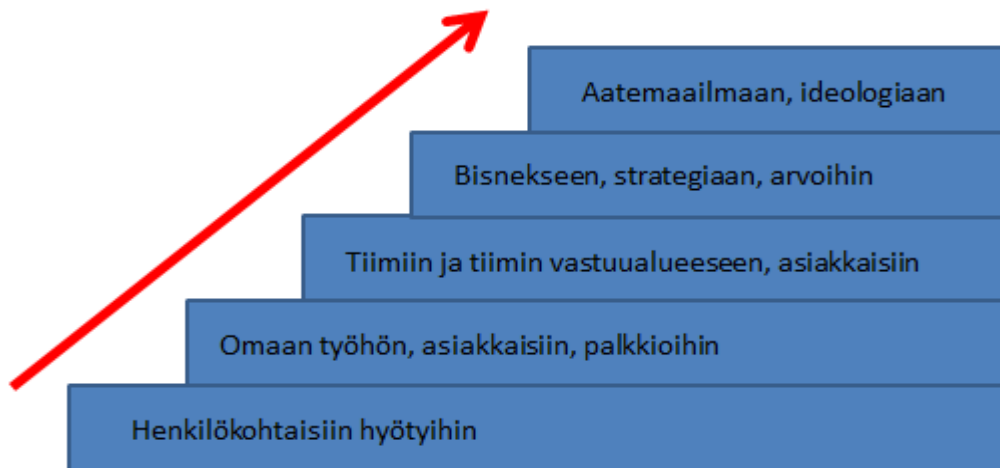 Aatemaailmaan, ideologiaan
Bisnekseen, strategiaan, arvoihin
Tiimiin ja tiimin vastuualueeseen, asiakkaisiin
Omaan työhön, asiakkaisiin, palkkioihin
Henkilökohtaisiin hyötyihin